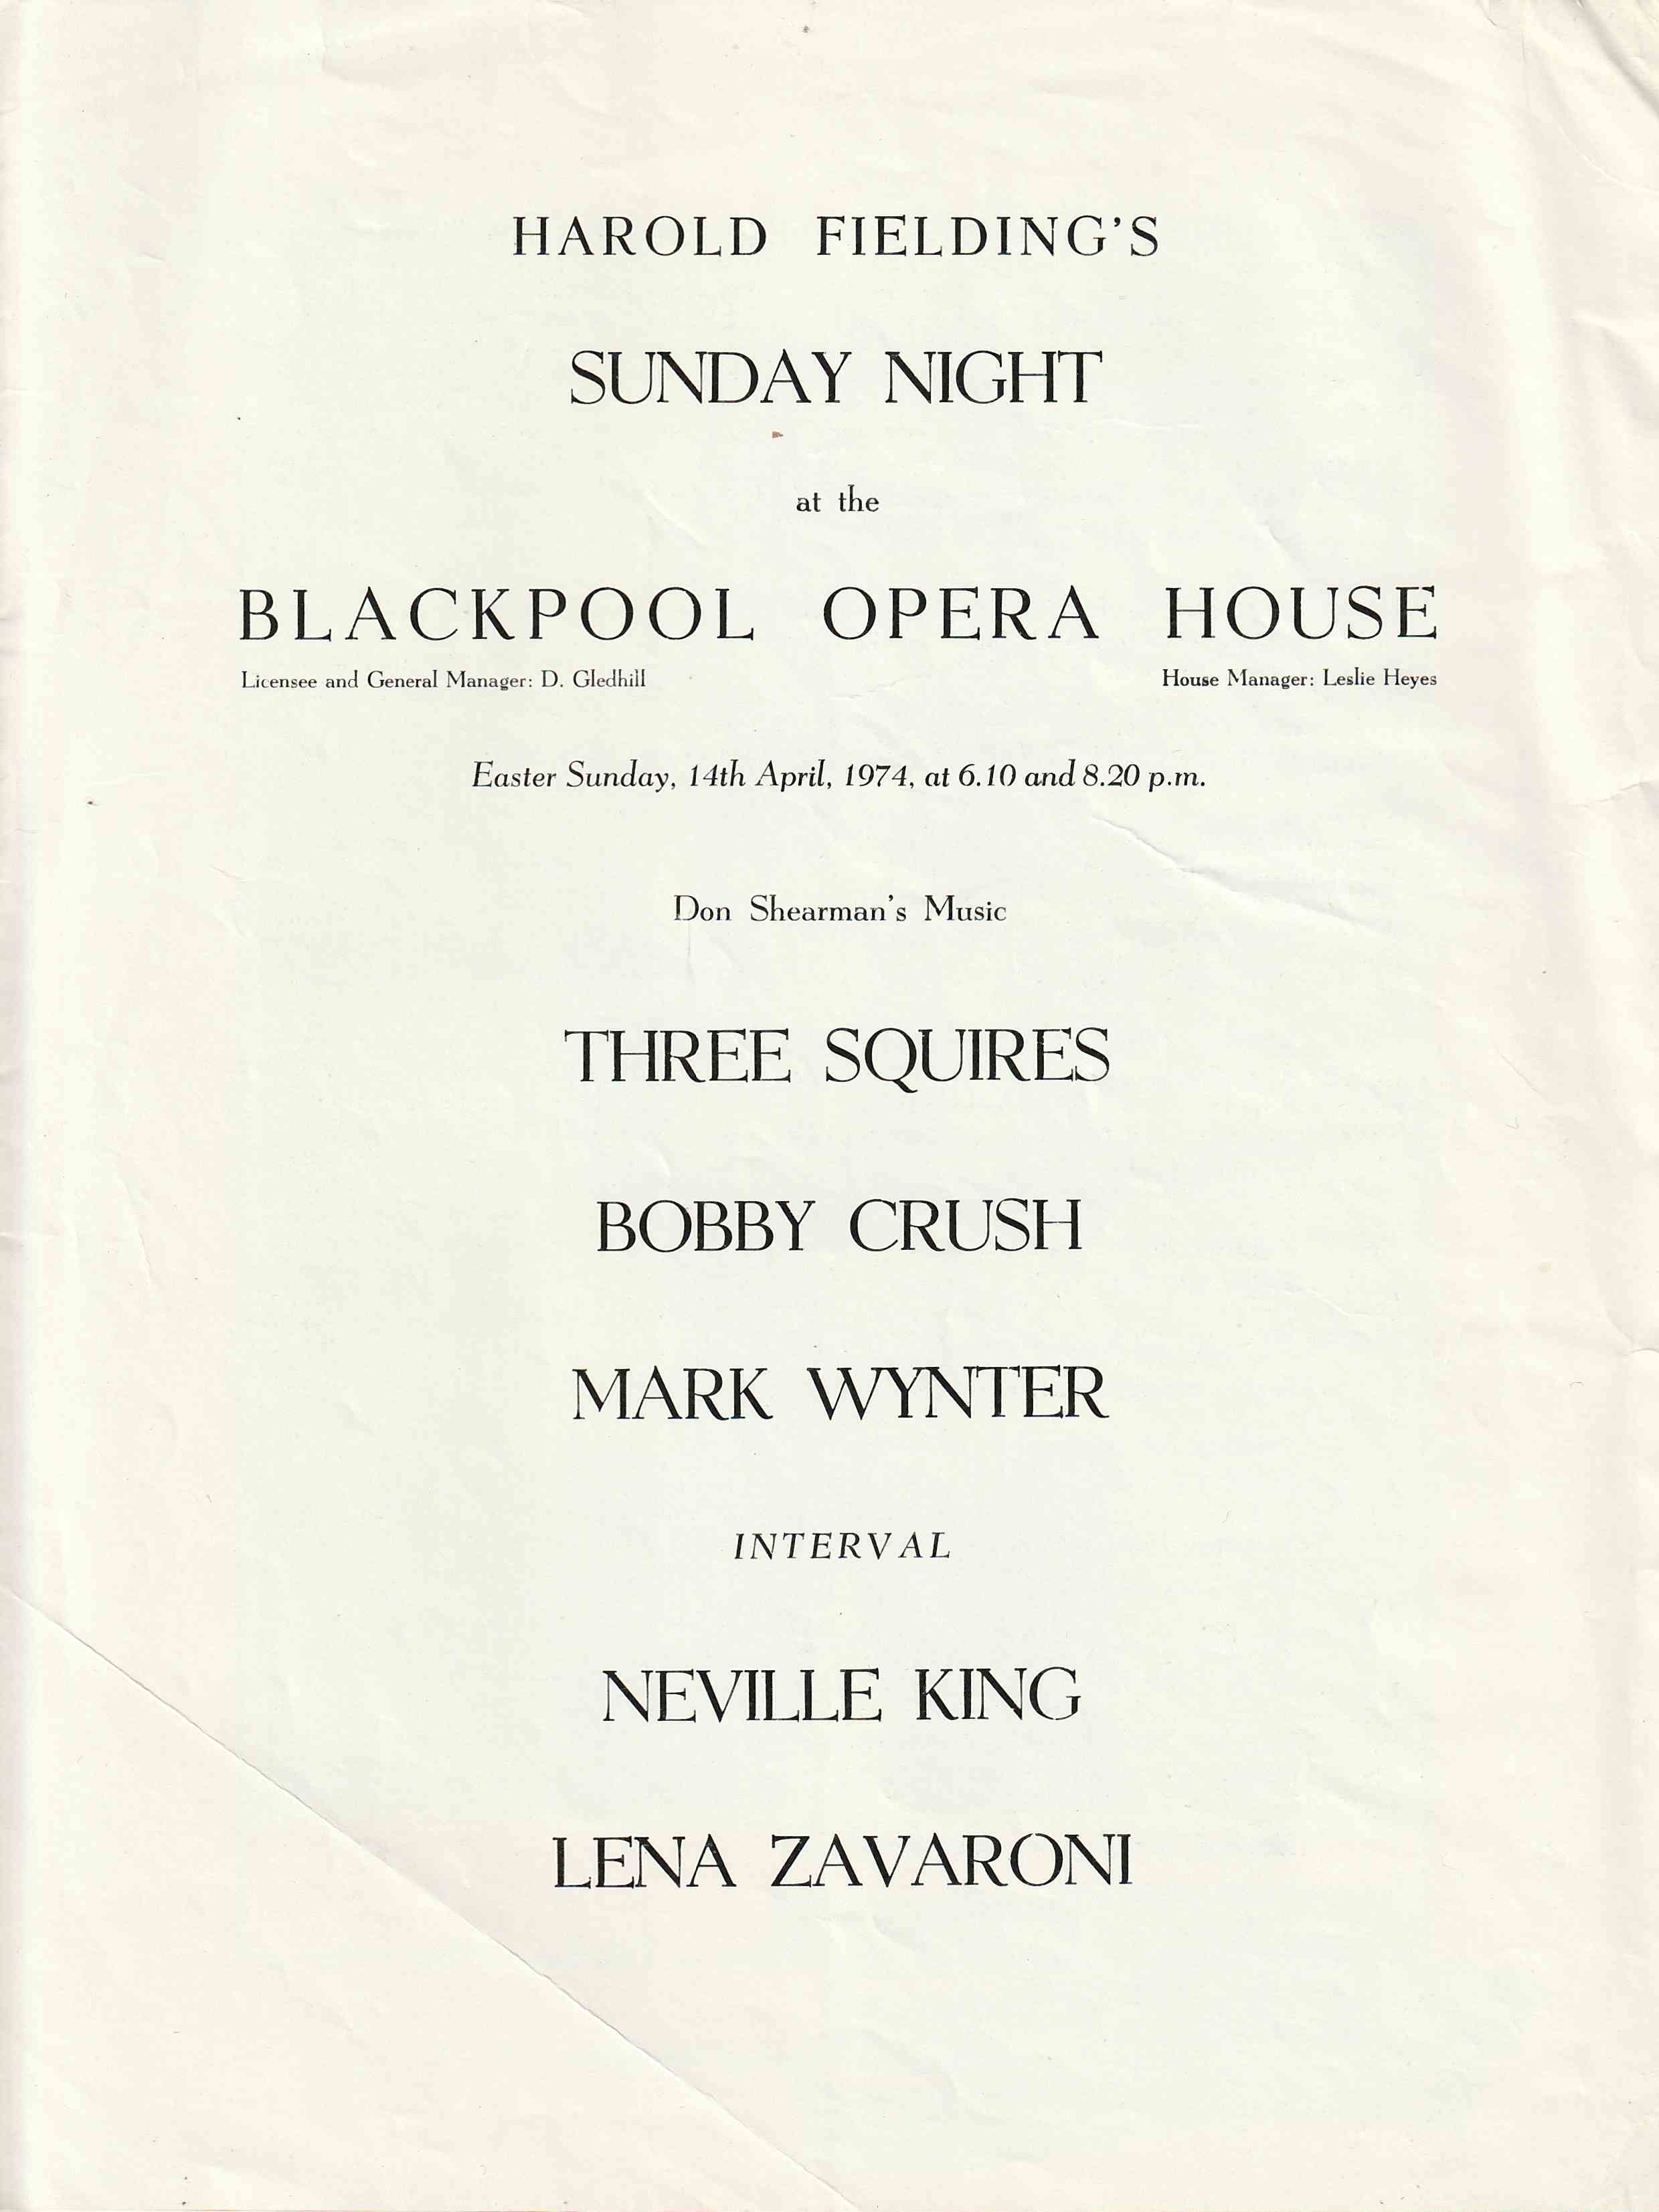 HAROLD FIELDING'S
SUNDAY NIGHT
at the
BLACKPOOL OPERA HOUSE
Licensee and General Manager: D. Gledhill House Manager: Leslie Heyes
Easter Sunday, 14th April, 1974, at 6.10 and 8.20 p.m.
Don Shearman's Music
THREE SQUIRES
BOBBY CRUSH
MARK WYNTER
INTERVAL
NEVILLE KING
LENA ZAVARONI